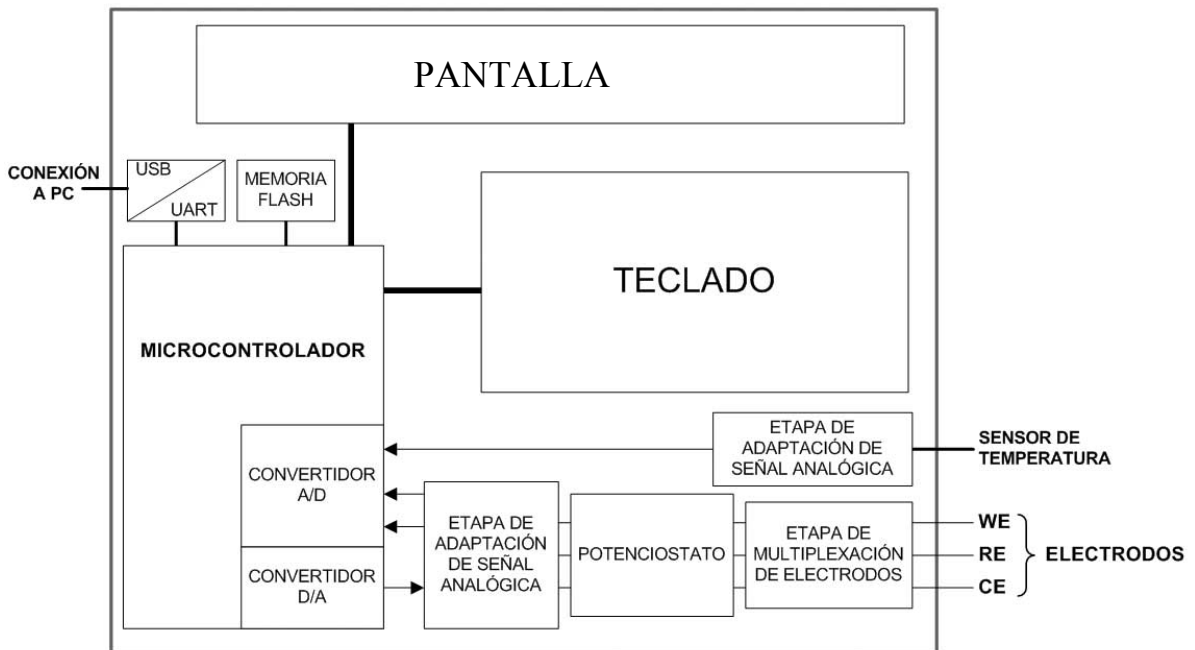 PANTALLA
CONEXIÓN
A PC
USB
UART
MEMORIA
FLASH
TECLADO
MICROCONTROLADOR
ETAPA DE
ADAPTACIÓN DE
SEÑAL ANALÓGICA
SENSOR DE
TEMPERATURA
CONVERTIDOR
A/D
CONVERTIDOR
D/A
ETAPA DE
ADAPTACIÓN
DE SEÑAL
ANALÓGICA
POTENCIOSTATO
ETAPA DE
MULTIPLEXACIÓN
DE ELECTRODOS
WE
RE
CE
ELECTRODOS